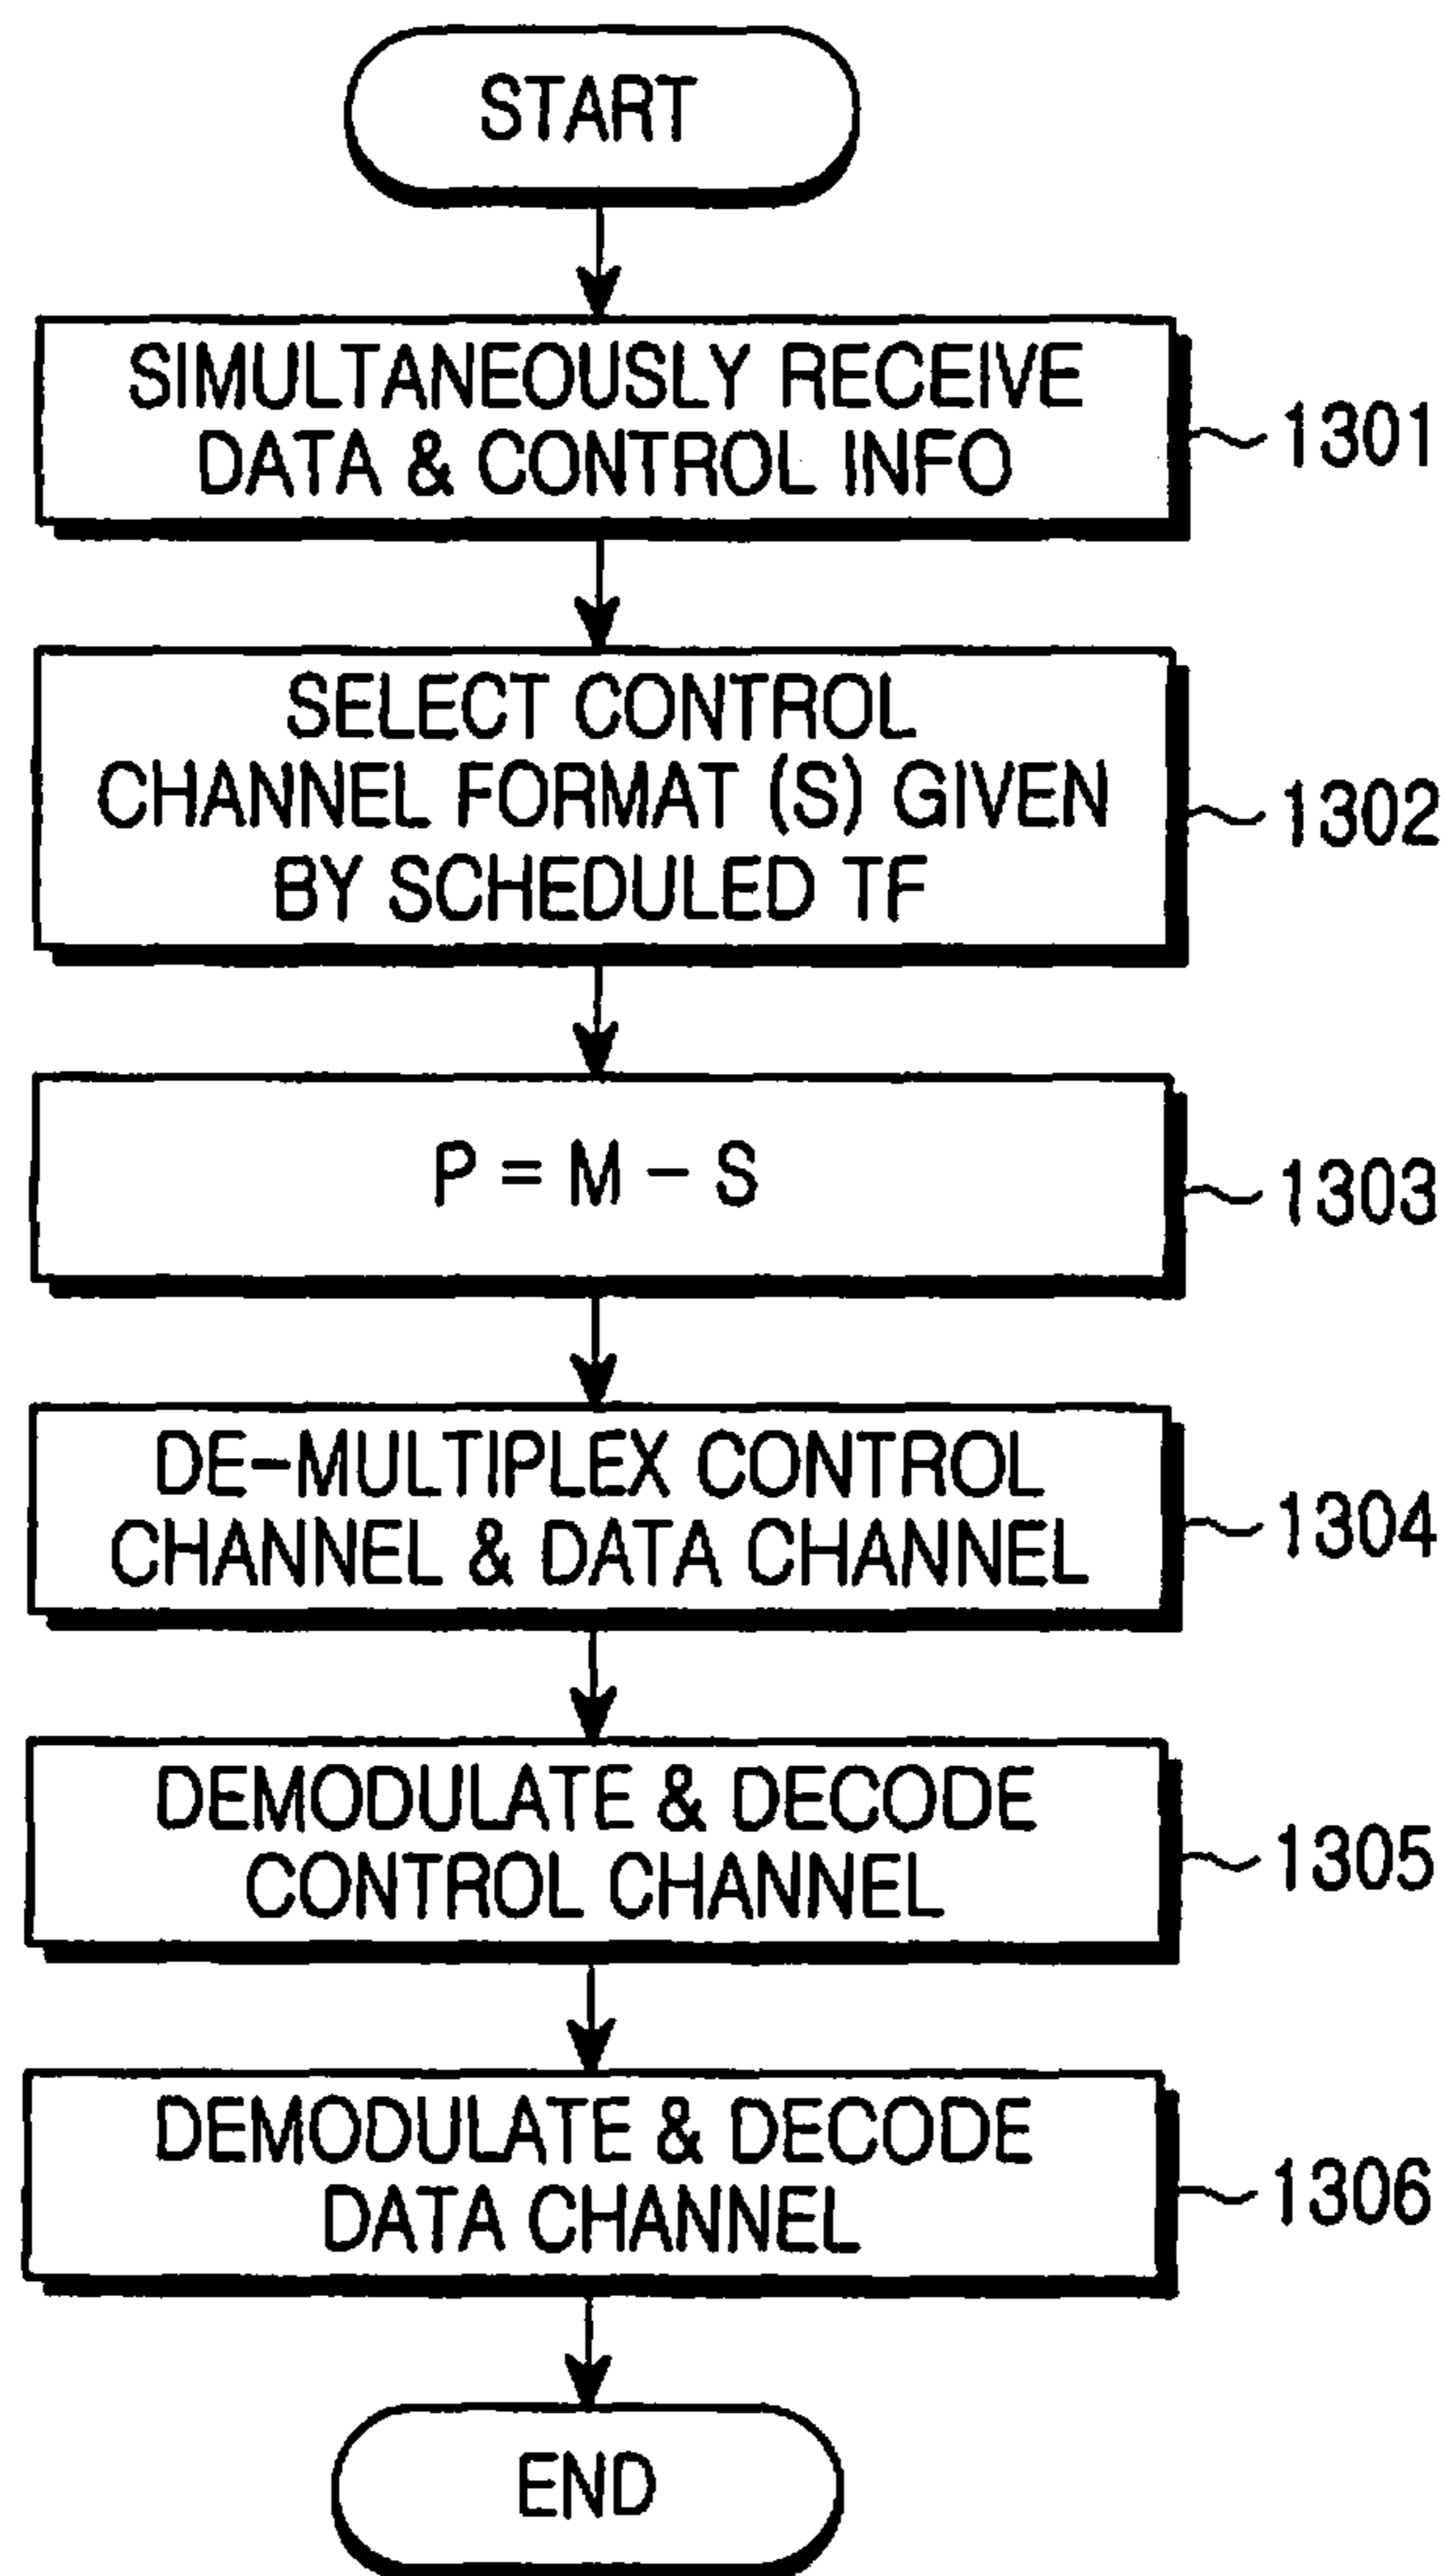 START
SIMULTANEOUSLY RECEIVE
DATA & CONTROL INFO
1301
SELECT CONTROL
CHANNEL FORMAT (S) GIVEN
BY SCHEDULED TF
1302
P = M - S
1303
DE-MULTIPLEX CONTROL
CHANNEL & DATA CHANNEL
1304
DEMODULATE & DECODE
CONTROL CHANNEL
1305
DEMODULATE & DECODE
DATA CHANNEL
1306
END